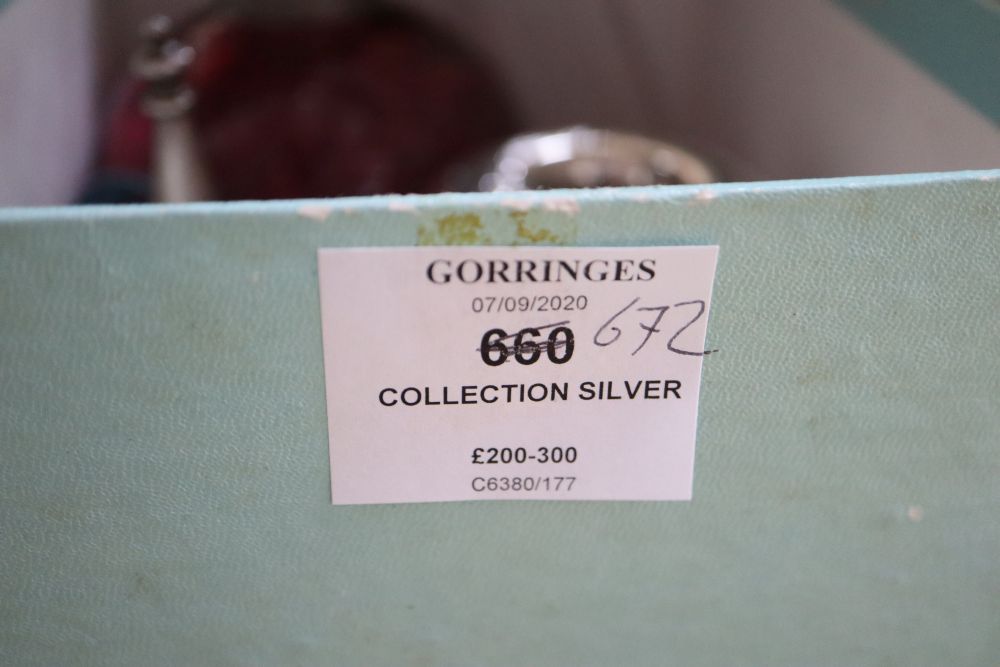 GORRINGES
07/09/2020
660 672
COLLECTION SILVER
£200-300
C6380/177